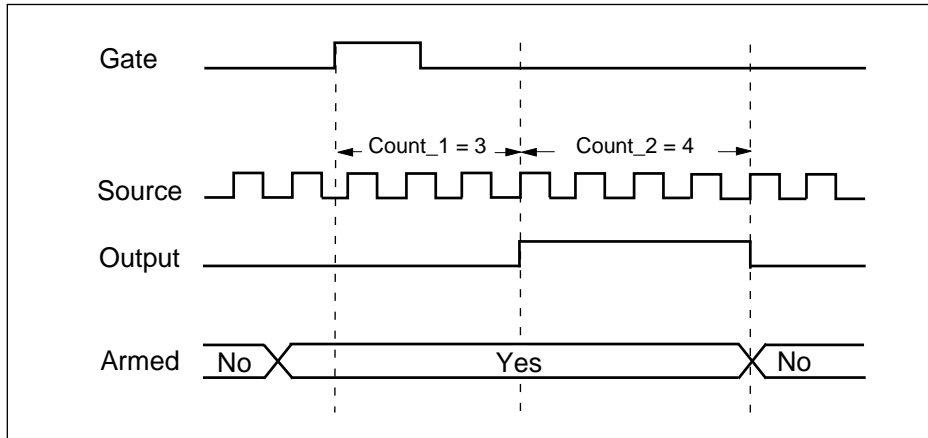 Gate
Count_1 = 3
Count_2 = 4
Source
Output
Armed
No
Yes
No